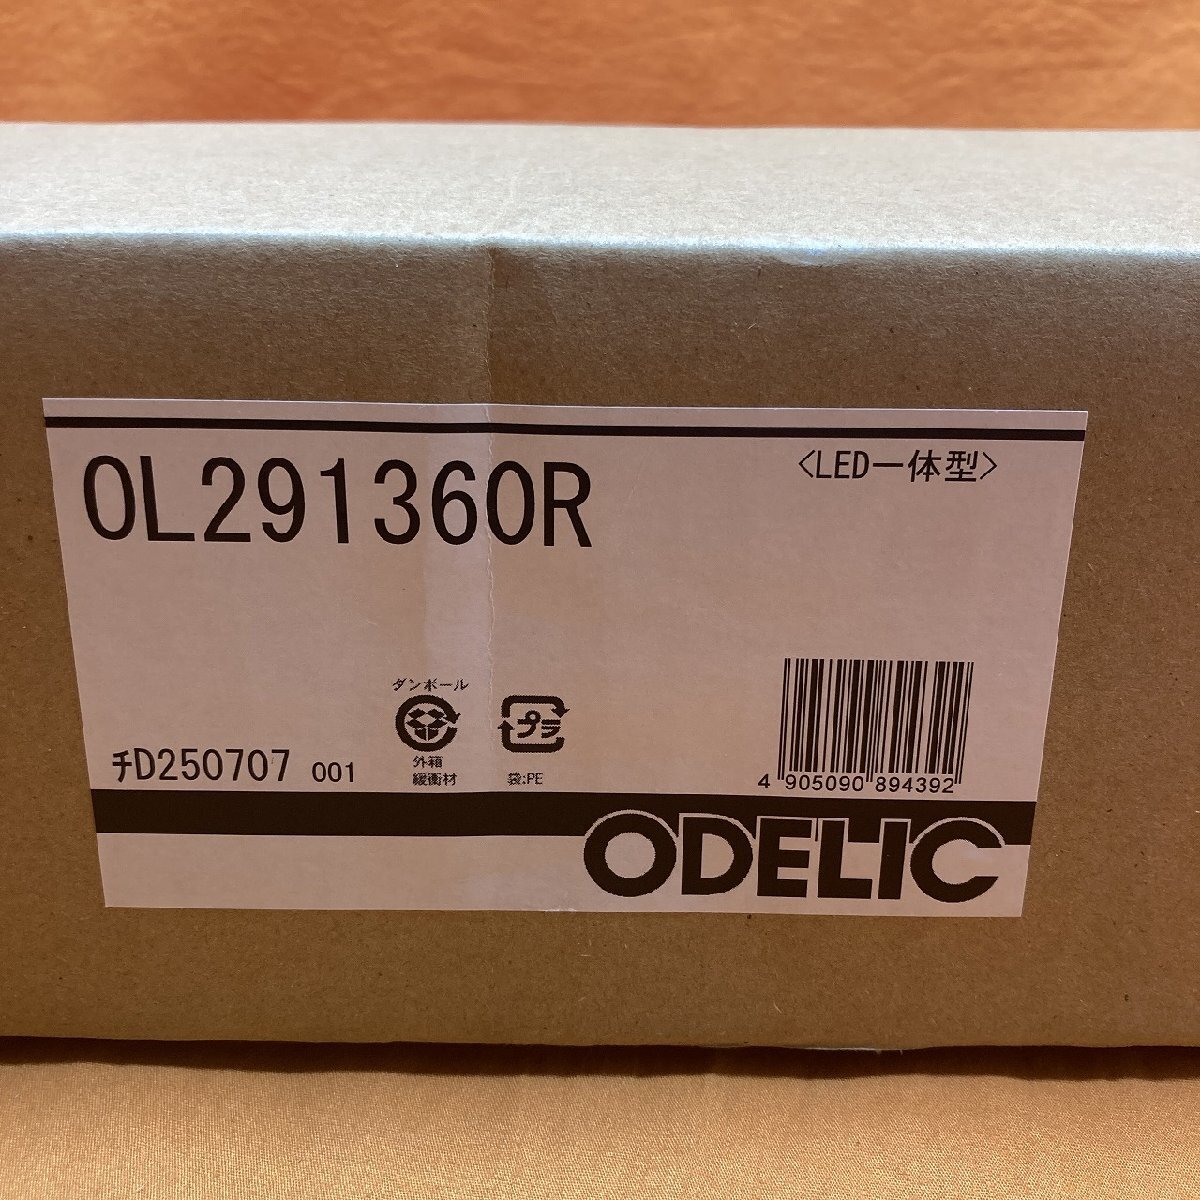 OL291360R
〈LED一体型〉
ダンボール
外箱
緩衝材
プラ
袋:PE
チD250707 001
4 905090 894392
ODELIC